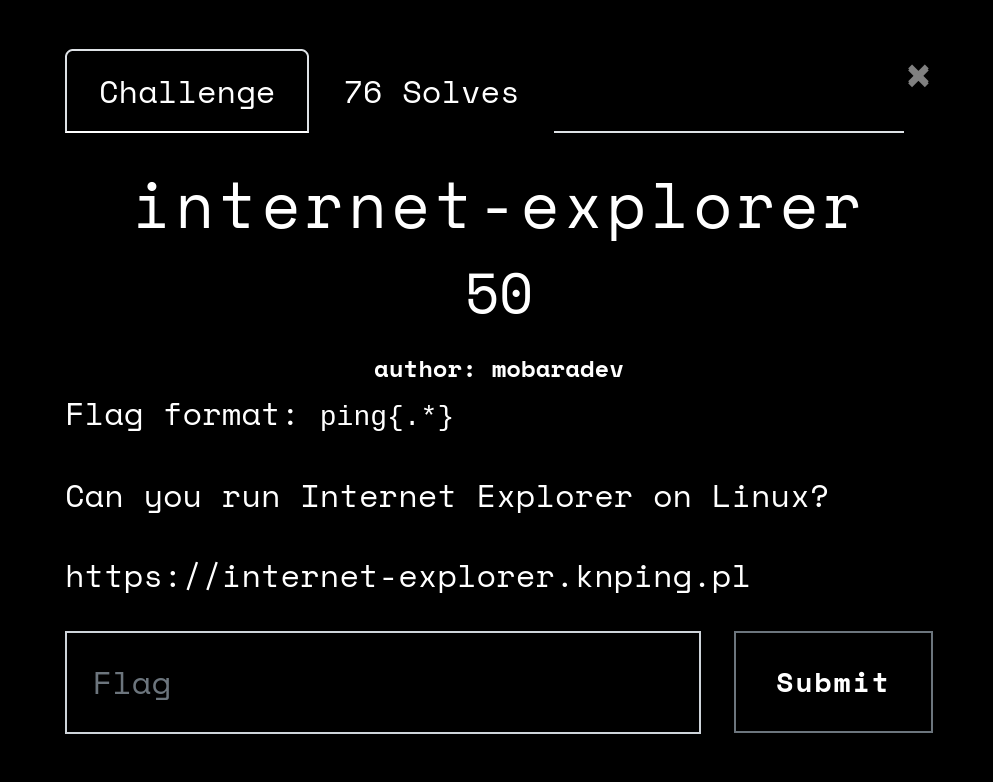 Challenge
76 Solves
×
internet-explorer
50
author: mobaradev
Flag format: ping{.*}
Can you run Internet Explorer on Linux?
https://internet-explorer.knping.pl
Flag
Submit